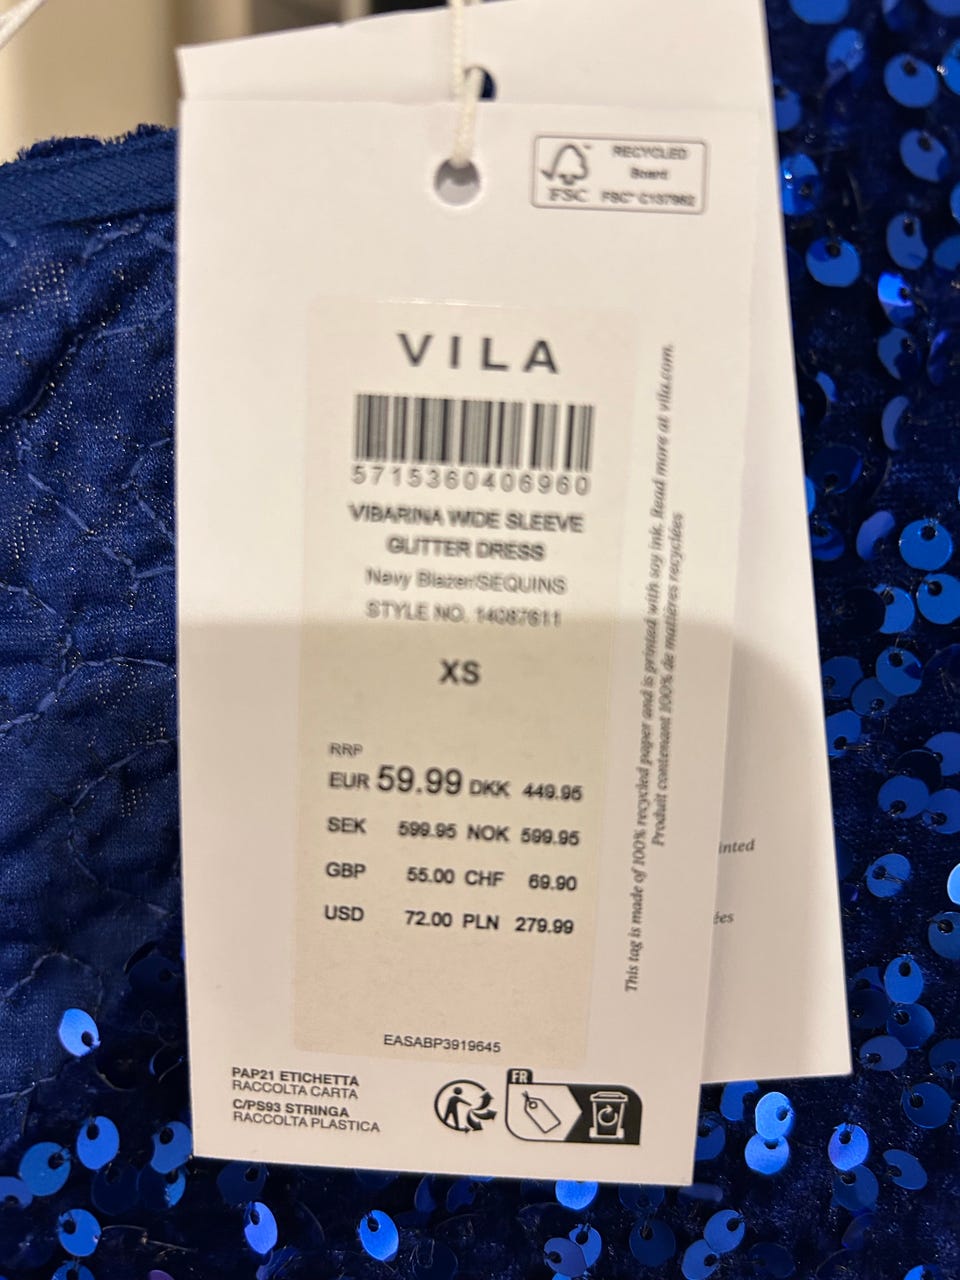 FSC
RECYCLED
Board
FSC® C137982
VILA
5715360406960
VIBARINA WIDE SLEEVE
GLITTER DRESS
Navy Blazer/SEQUINS
STYLE NO. 14087611
XS
RRP
EUR 59.99 DKK 449.95
SEK 599.95 NOK 599.95
GBP 55.00 CHF 69.90
USD 72.00 PLN 279.99
EASABP3919645
PAP21 ETICHETTA
RACCOLTA CARTA
C/PS93 STRINGA
RACCOLTA PLASTICA
FR
This tag is made of 100% recycled paper and is printed with soy ink. Read more at vila.com.
Produit contenant 100% de matières recyclées
inted
ées